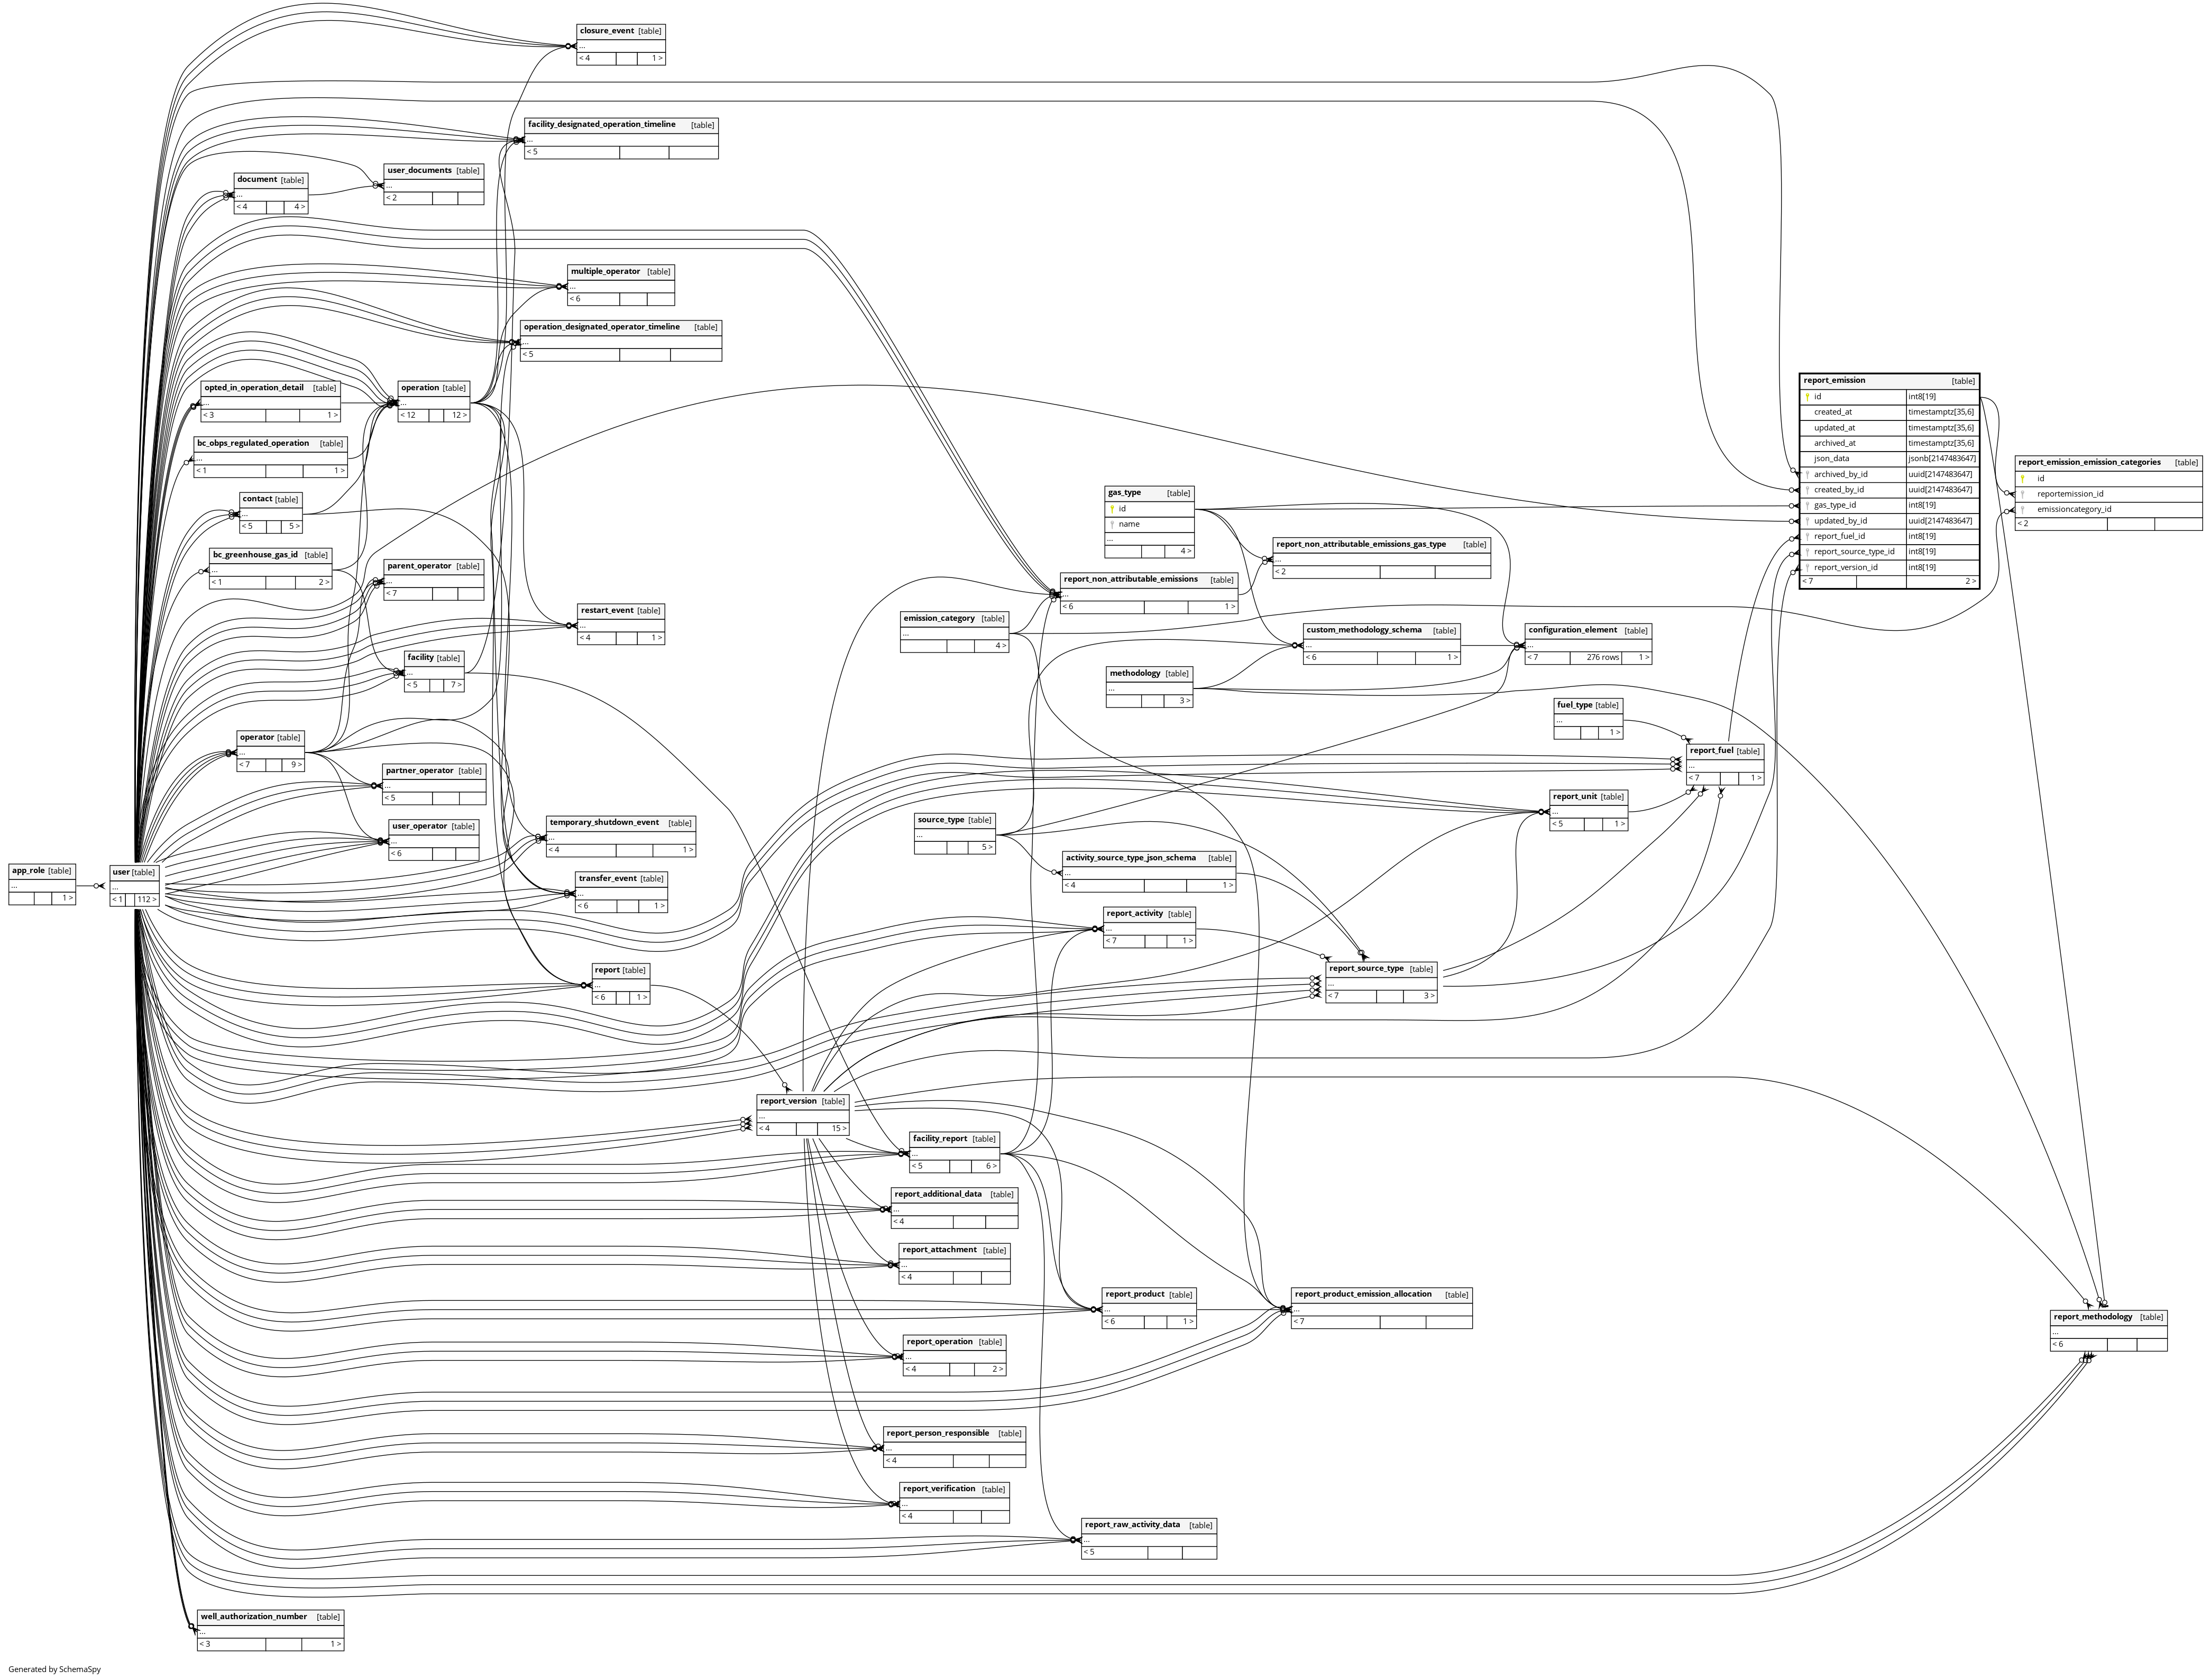 closure_event [table]
...
< 4 1 >
facility_designated_operation_timeline [table]
...
< 5
user_documents [table]
...
< 2
document [table]
...
< 4 4 >
multiple_operator [table]
...
< 6
operation_designated_operator_timeline [table]
...
< 5
opted_in_operation_detail [table]
...
< 3 1 >
operation [table]
...
< 12 12 >
bc_obps_regulated_operation [table]
...
< 1 1 >
contact [table]
...
< 5 5 >
bc_greenhouse_gas_id [table]
...
< 1 2 >
parent_operator [table]
...
< 7
restart_event [table]
...
< 4 1 >
facility [table]
...
< 5 7 >
operator [table]
...
< 7 9 >
partner_operator [table]
...
< 5
user_operator [table]
...
< 6
temporary_shutdown_event [table]
...
< 4 1 >
app_role [table]
...
1 >
user [table]
...
< 1 112 >
transfer_event [table]
...
< 6 1 >
report [table]
...
< 6 1 >
report_version [table]
...
< 4 15 >
facility_report [table]
...
< 5 6 >
report_additional_data [table]
...
< 4
report_attachment [table]
...
< 4
report_product [table]
...
< 6 1 >
report_product_emission_allocation [table]
...
< 7
report_operation [table]
...
< 4 2 >
report_person_responsible [table]
...
< 4
report_verification [table]
...
< 4
report_raw_activity_data [table]
...
< 5
well_authorization_number [table]
...
< 3 1 >
gas_type [table]
id
name
...
4 >
report_non_attributable_emissions_gas_type [table]
...
< 2
report_non_attributable_emissions [table]
...
< 6 1 >
emission_category [table]
...
4 >
custom_methodology_schema [table]
...
< 6 1 >
configuration_element [table]
...
< 7 276 rows 1 >
methodology [table]
...
3 >
fuel_type [table]
...
1 >
report_fuel [table]
...
< 7 1 >
report_unit [table]
...
< 5 1 >
source_type [table]
...
5 >
activity_source_type_json_schema [table]
...
< 4 1 >
report_activity [table]
...
< 7 1 >
report_source_type [table]
...
< 7 3 >
report_emission [table]
id int8[19]
created_at timestamptz[35,6]
updated_at timestamptz[35,6]
archived_at timestamptz[35,6]
json_data jsonb[2147483647]
archived_by_id uuid[2147483647]
created_by_id uuid[2147483647]
gas_type_id int8[19]
updated_by_id uuid[2147483647]
report_fuel_id int8[19]
report_source_type_id int8[19]
report_version_id int8[19]
< 7 2 >
report_emission_emission_categories [table]
id
reportemission_id
emissioncategory_id
< 2
report_methodology [table]
...
< 6
Generated by SchemaSpy